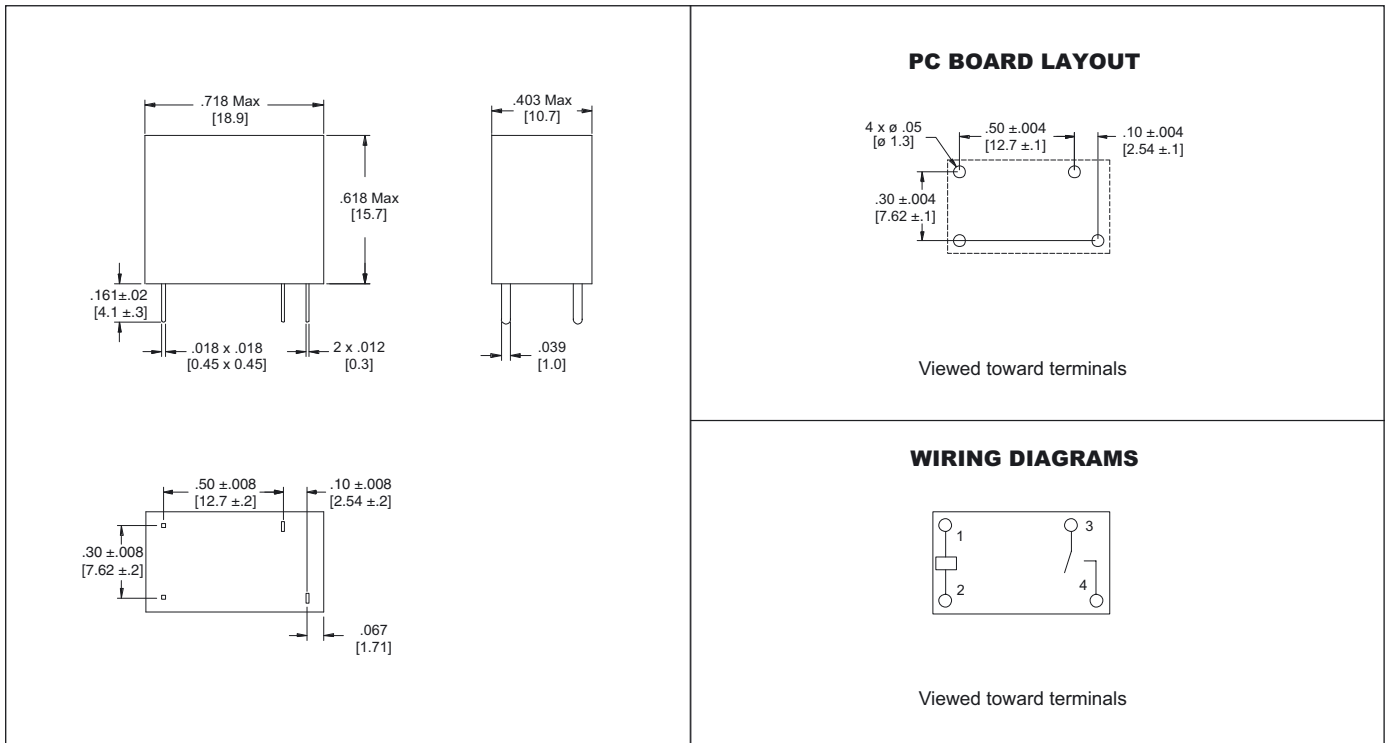 .718 Max
[18.9]
.403 Max
[10.7]
.618 Max
[15.7]
.161±.02
[4.1 ±.3]
.018 x .018
[0.45 x 0.45]
2 x .012
[0.3]
.039
[1.0]
.50 ±.008
[12.7 ±.2]
.10 ±.008
[2.54 ±.2]
.30 ±.008
[7.62 ±.2]
.067
[1.71]
PC BOARD LAYOUT
4 x ø .05
[ø 1.3]
.50 ±.004
[12.7 ±.1]
.10 ±.004
[2.54 ±.1]
.30 ±.004
[7.62 ±.1]
Viewed toward terminals
WIRING DIAGRAMS
1
3
2
4
Viewed toward terminals